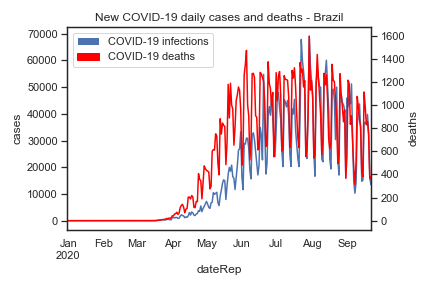 New COVID-19 daily cases and deaths - Brazil
COVID-19 infections
COVID-19 deaths
70000
60000
50000
40000
30000
20000
10000
0
cases
1600
1400
1200
1000
800
600
400
200
0
deaths
Jan Feb Mar Apr May Jun Jul Aug Sep
2020
dateRep